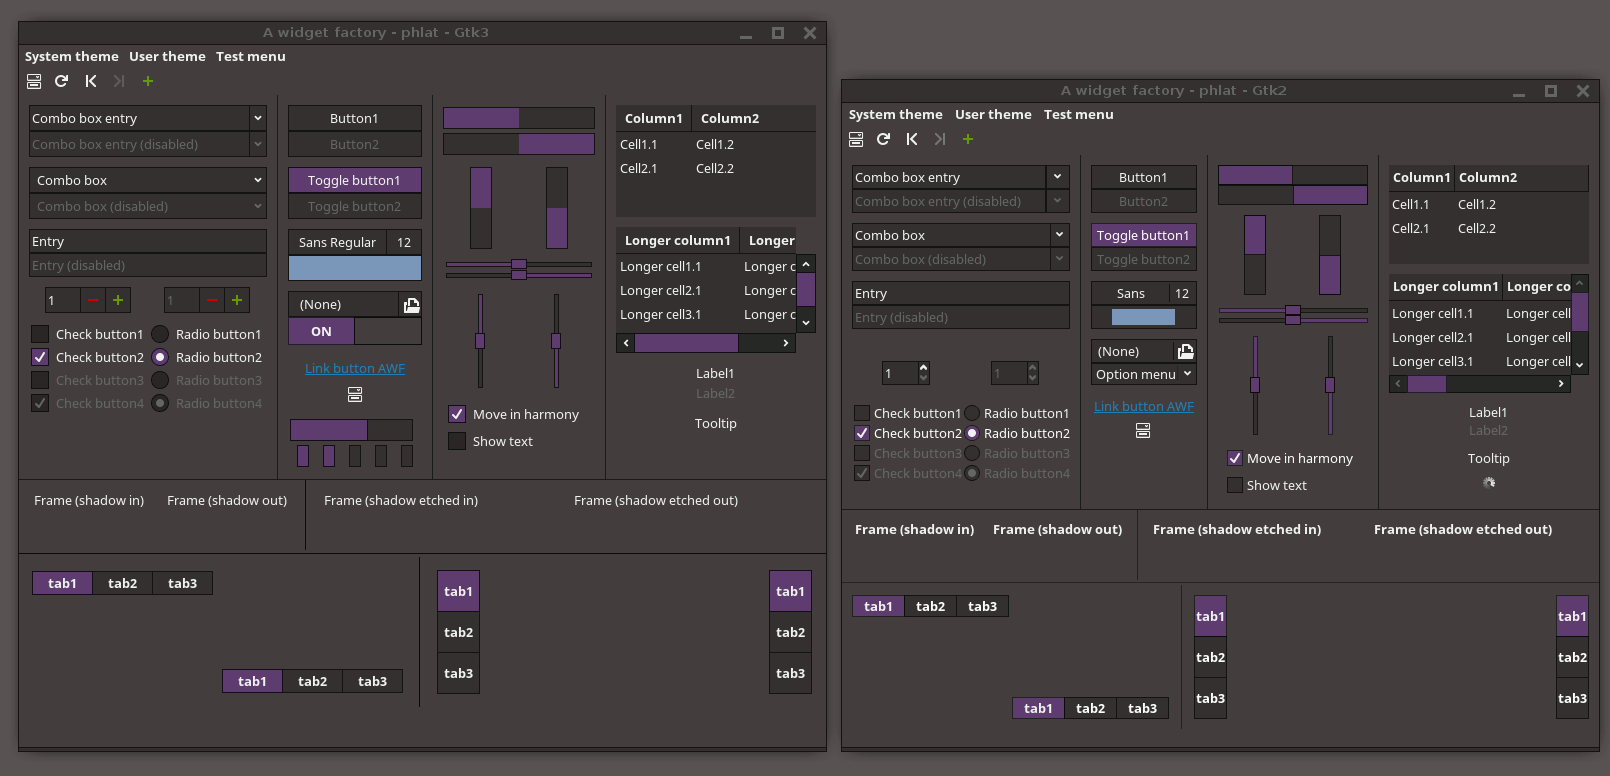 A widget factory - phlat - Gtk3
System theme User theme Test menu
Combo box entry
Combo box entry (disabled)
Combo box
Combo box (disabled)
Entry
Entry (disabled)
1 1
Check button1 Radio button1
Check button2 Radio button2
Check button3 Radio button3
Check button4 Radio button4
Button1
Button2
Toggle button1
Toggle button2
Sans Regular 12
(None)
ON
Link button AWF
Move in harmony
Show text
Column1 Column2
Cell1.1 Cell1.2
Cell2.1 Cell2.2
Longer column1 Longer
Longer cell1.1 Longer c
Longer cell2.1 Longer c
Longer cell3.1 Longer c
Label1
Label2
Tooltip
Frame (shadow in) Frame (shadow out) Frame (shadow etched in) Frame (shadow etched out)
tab1 tab2 tab3
tab1 tab2 tab3
tab1
tab2
tab3
tab1
tab2
tab3
A widget factory - phlat - Gtk2
System theme User theme Test menu
Combo box entry
Combo box entry (disabled)
Combo box
Combo box (disabled)
Entry
Entry (disabled)
1 1
Check button1 Radio button1
Check button2 Radio button2
Check button3 Radio button3
Check button4 Radio button4
Button1
Button2
Toggle button1
Toggle button2
Sans 12
(None)
Option menu
Link button AWF
Move in harmony
Show text
Column1 Column2
Cell1.1 Cell1.2
Cell2.1 Cell2.2
Longer column1 Longer co
Longer cell1.1 Longer cell
Longer cell2.1 Longer cell
Longer cell3.1 Longer cell
Label1
Label2
Tooltip
Frame (shadow in) Frame (shadow out) Frame (shadow etched in) Frame (shadow etched out)
tab1 tab2 tab3
tab1 tab2 tab3
tab1
tab2
tab3
tab1
tab2
tab3